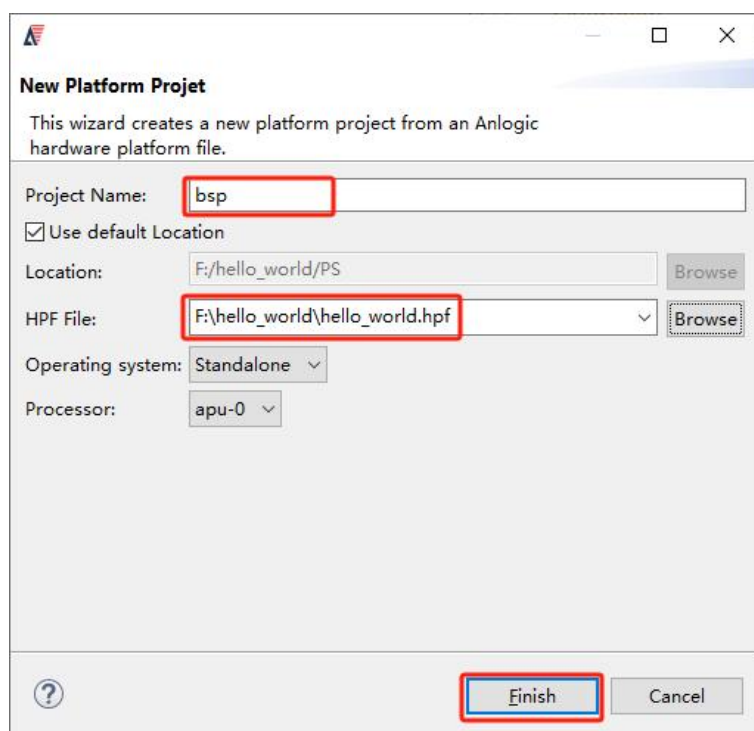 New Platform Projet
This wizard creates a new platform project from an Anlogic
hardware platform file.
Project Name: bsp
Use default Location
Location: F:/hello_world/PS Browse
HPF File: F:\hello_world\hello_world.hpf Browse
Operating system: Standalone
Processor: apu-0
? Finish Cancel